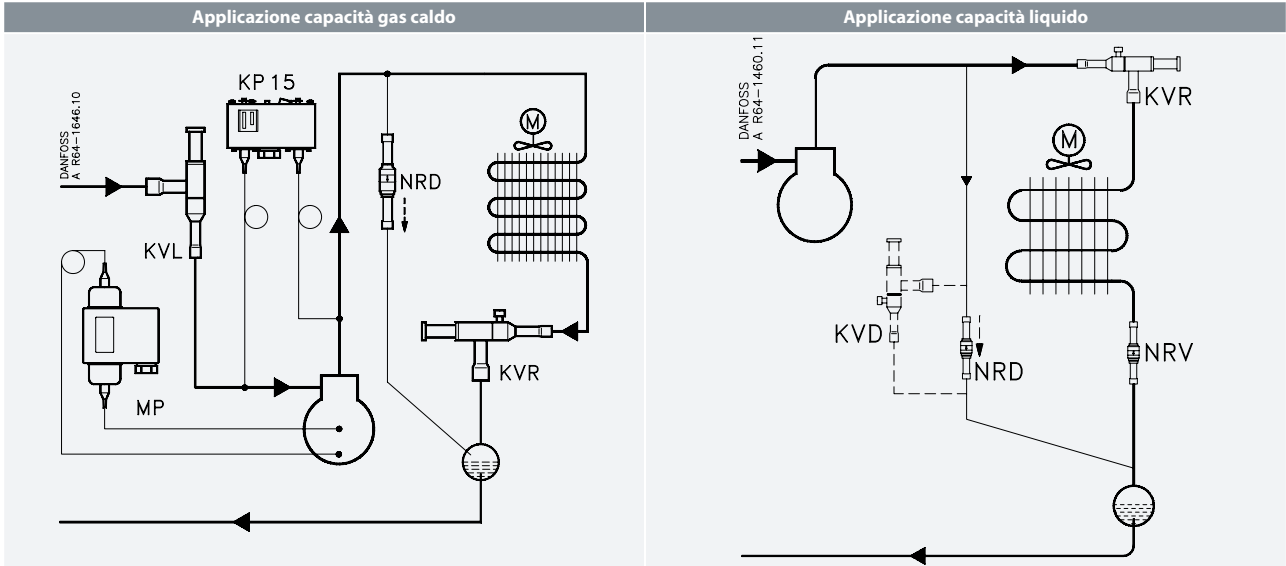 Applicazione capacità gas caldo
DANFOSS
A R64-1646.10
KP 15
NRD
M
KVL
KVR
MP
Applicazione capacità liquido
DANFOSS
A R64-1460.11
KVR
M
KVD
NRD
NRV